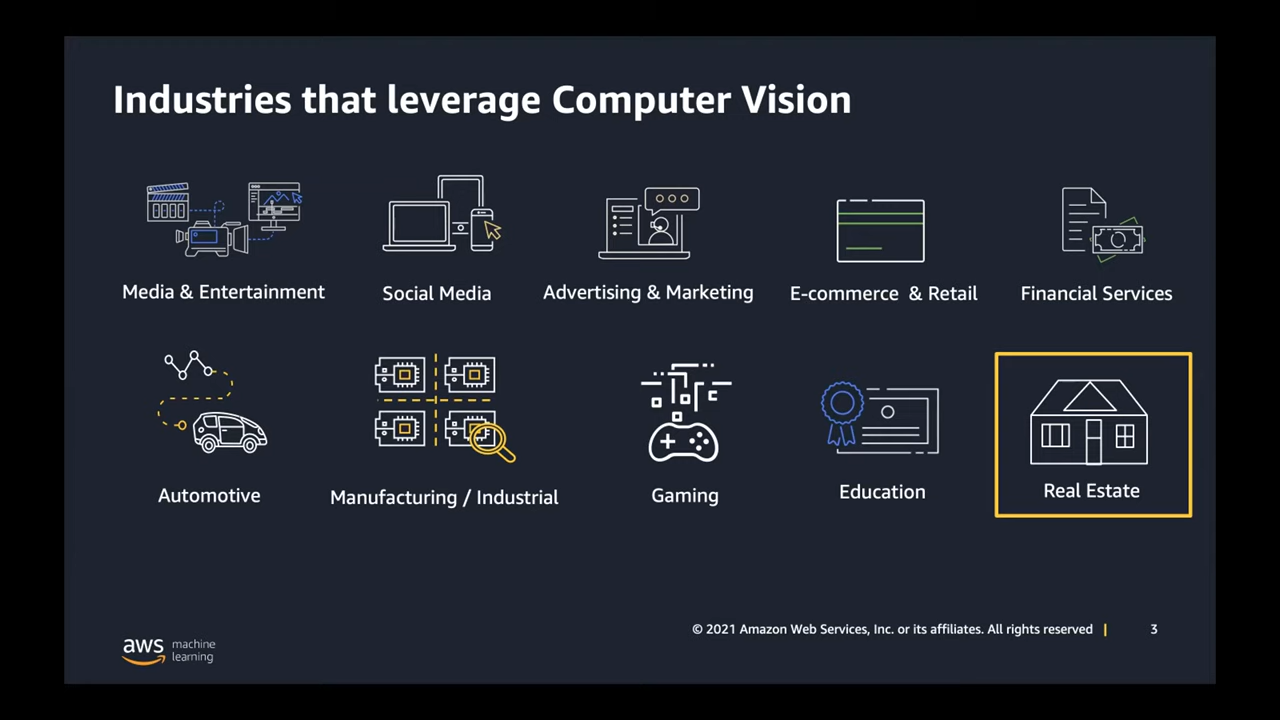 Industries that leverage Computer Vision
Media & Entertainment
Social Media
Advertising & Marketing
E-commerce & Retail
Financial Services
Automotive
Manufacturing / Industrial
Gaming
Education
Real Estate
aws machine
learning
© 2021 Amazon Web Services, Inc. or its affiliates. All rights reserved |
3